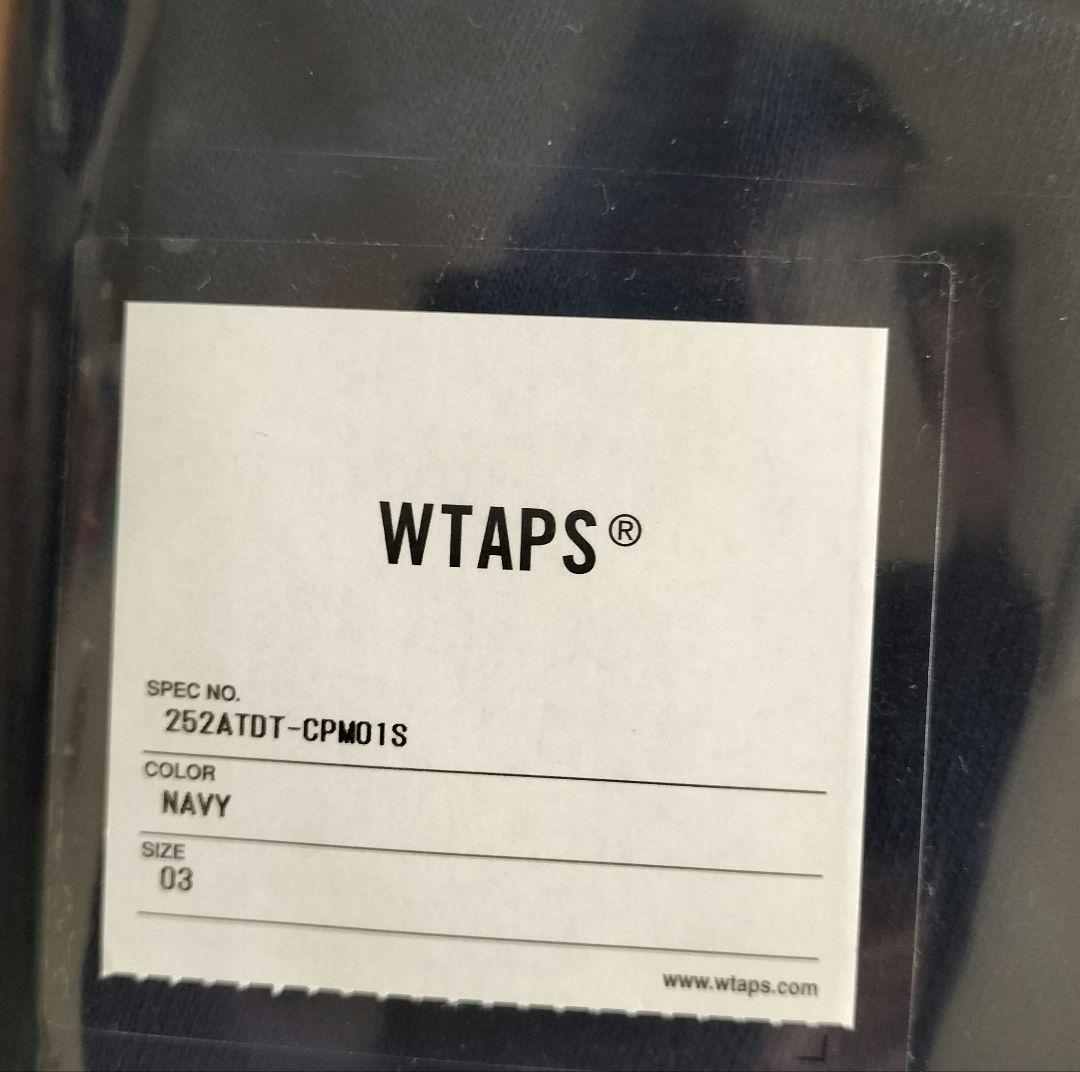 WTAPS®
SPEC NO.
252ATDT-CPM01S
COLOR
NAVY
SIZE
03
www.wtaps.com